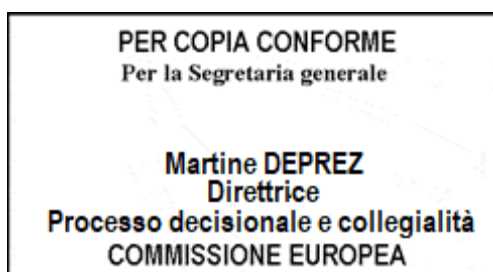 PER COPIA CONFORME
Per la Segretaria generale
Martine DEPREZ
Direttrice
Processo decisionale e collegialità
COMMISSIONE EUROPEA